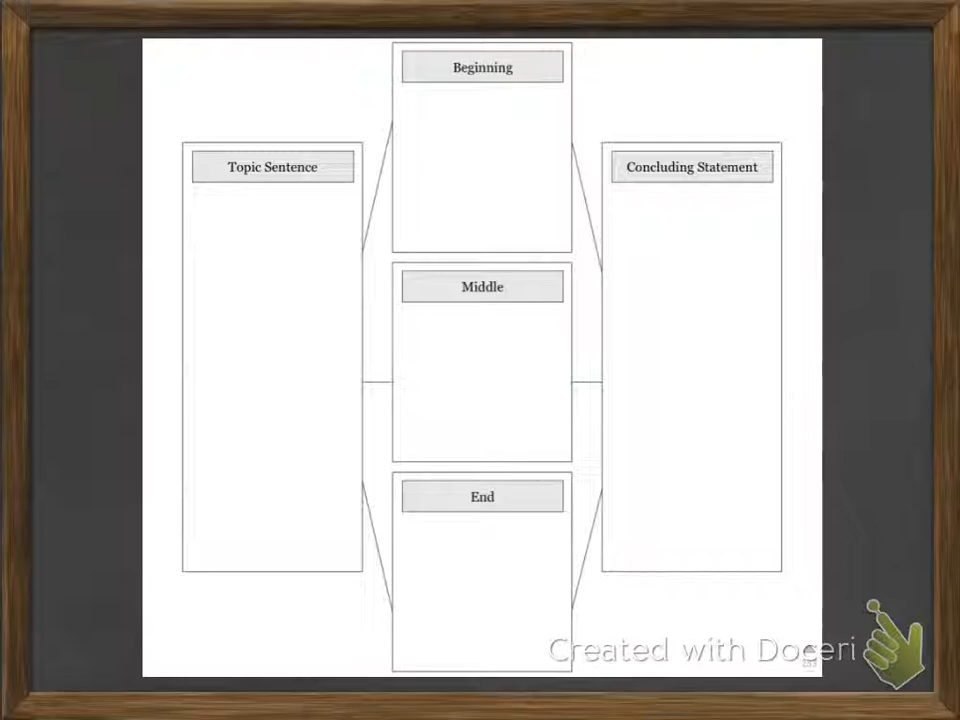 Beginning
Topic Sentence
Concluding Statement
Middle
End
Created with Doceri